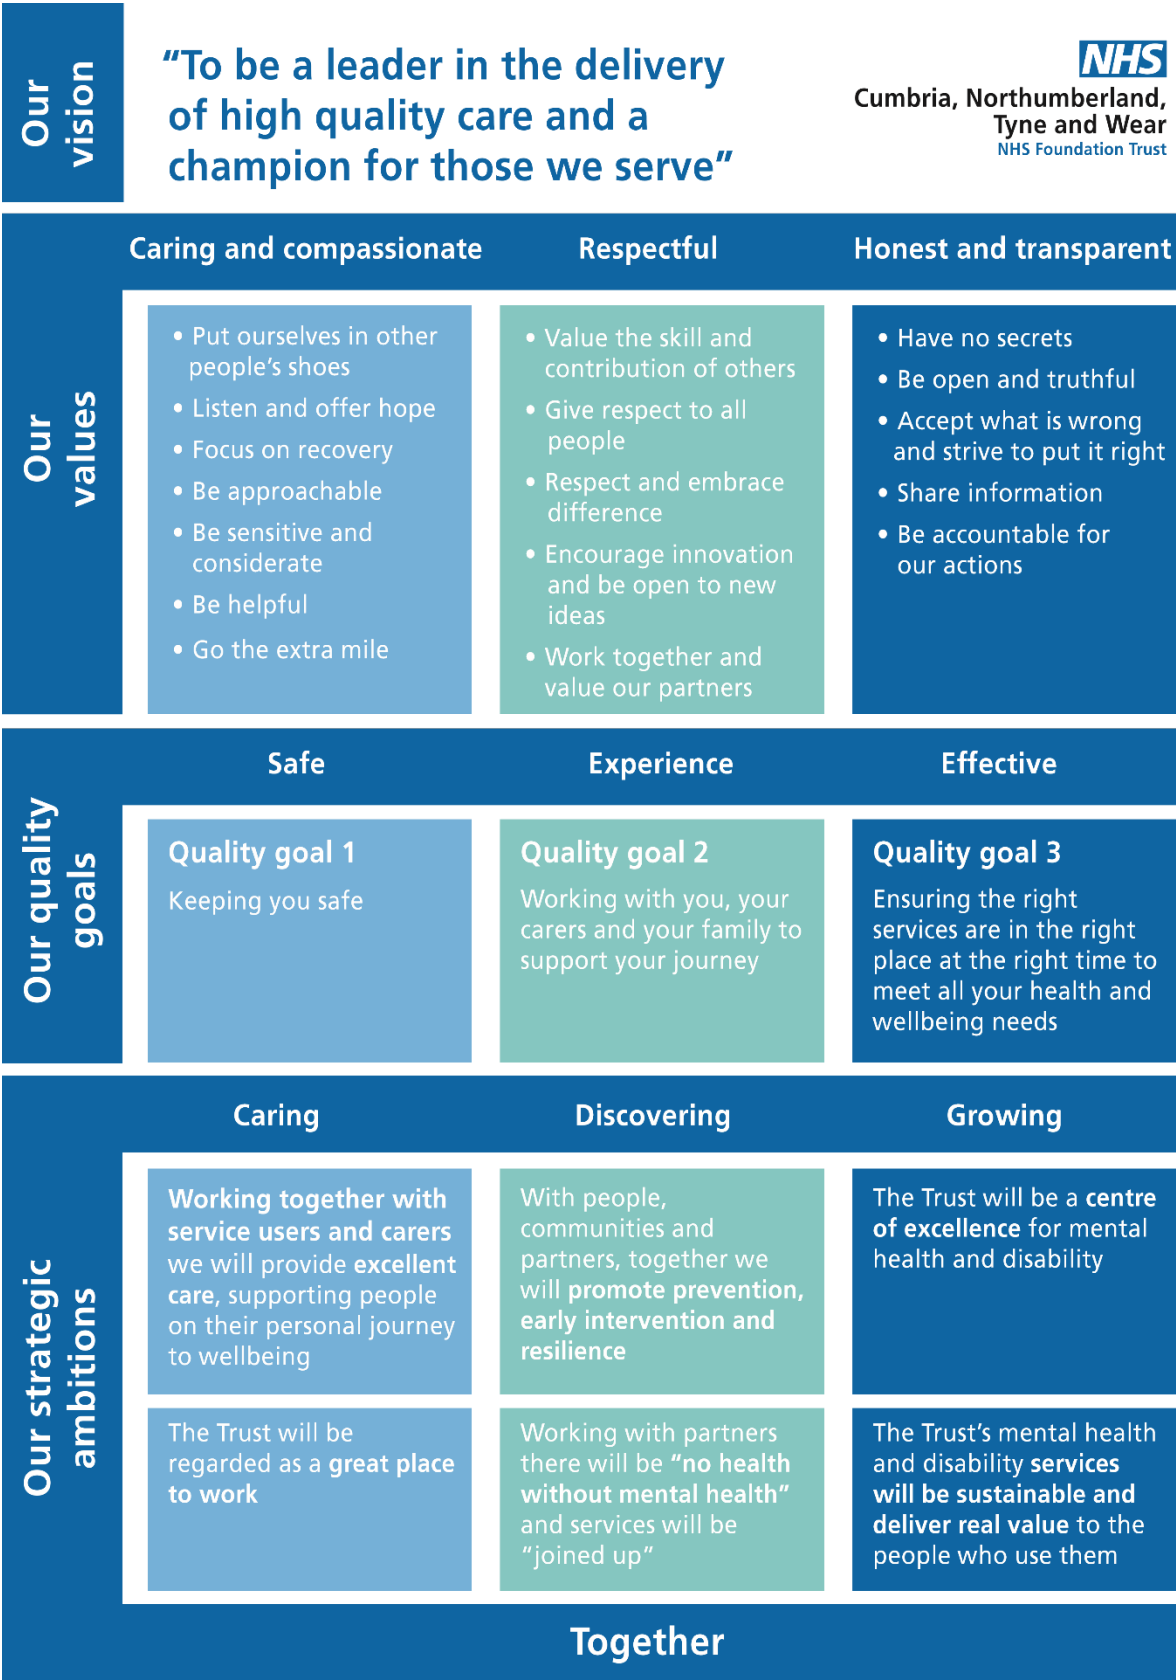 Our
vision
"To be a leader in the delivery
of high quality care and a
champion for those we serve"
NHS
Cumbria, Northumberland,
Tyne and Wear
NHS Foundation Trust
Our
values
Caring and compassionate
• Put ourselves in other
people's shoes
• Listen and offer hope
• Focus on recovery
• Be approachable
• Be sensitive and
considerate
• Be helpful
• Go the extra mile
Respectful
• Value the skill and
contribution of others
• Give respect to all
people
• Respect and embrace
difference
• Encourage innovation
and be open to new
ideas
• Work together and
value our partners
Honest and transparent
• Have no secrets
• Be open and truthful
• Accept what is wrong
and strive to put it right
• Share information
• Be accountable for
our actions
Our quality
goals
Safe
Quality goal 1
Keeping you safe
Experience
Quality goal 2
Working with you, your
carers and your family to
support your journey
Effective
Quality goal 3
Ensuring the right
services are in the right
place at the right time to
meet all your health and
wellbeing needs
Our strategic
ambitions
Caring
Working together with
service users and carers
we will provide excellent
care, supporting people
on their personal journey
to wellbeing
The Trust will be
regarded as a great place
to work
Discovering
With people,
communities and
partners, together we
will promote prevention,
early intervention and
resilience
Working with partners
there will be "no health
without mental health"
and services will be
"joined up"
Growing
The Trust will be a centre
of excellence for mental
health and disability
The Trust's mental health
and disability services
will be sustainable and
deliver real value to the
people who use them
Together